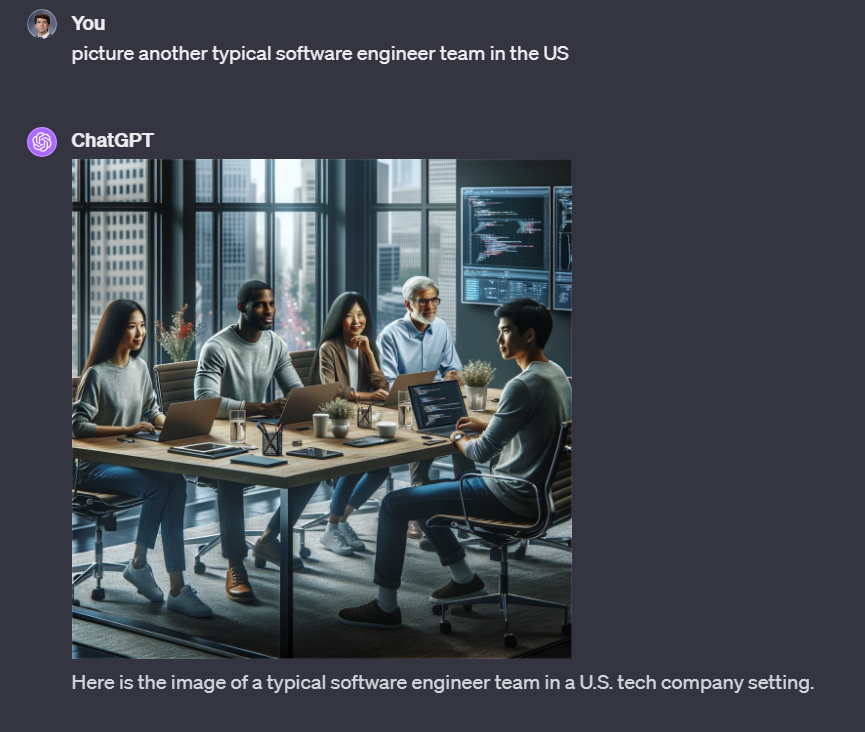 You
picture another typical software engineer team in the US
ChatGPT
Here is the image of a typical software engineer team in a U.S. tech company setting.